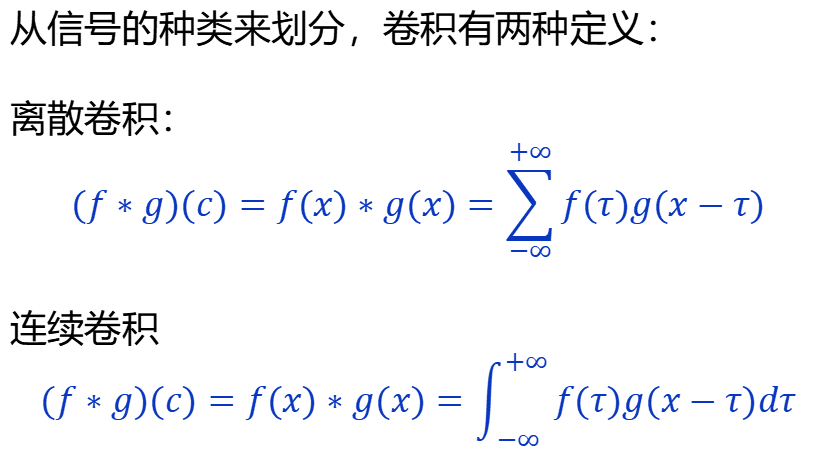 从信号的种类来划分，卷积有两种定义：
离散卷积：
(f * g)(c) = f(x) * g(x) = ∑_{-∞}^{+∞} f(τ)g(x − τ)
连续卷积
(f * g)(c) = f(x) * g(x) = ∫_{-∞}^{+∞} f(τ)g(x − τ)dτ